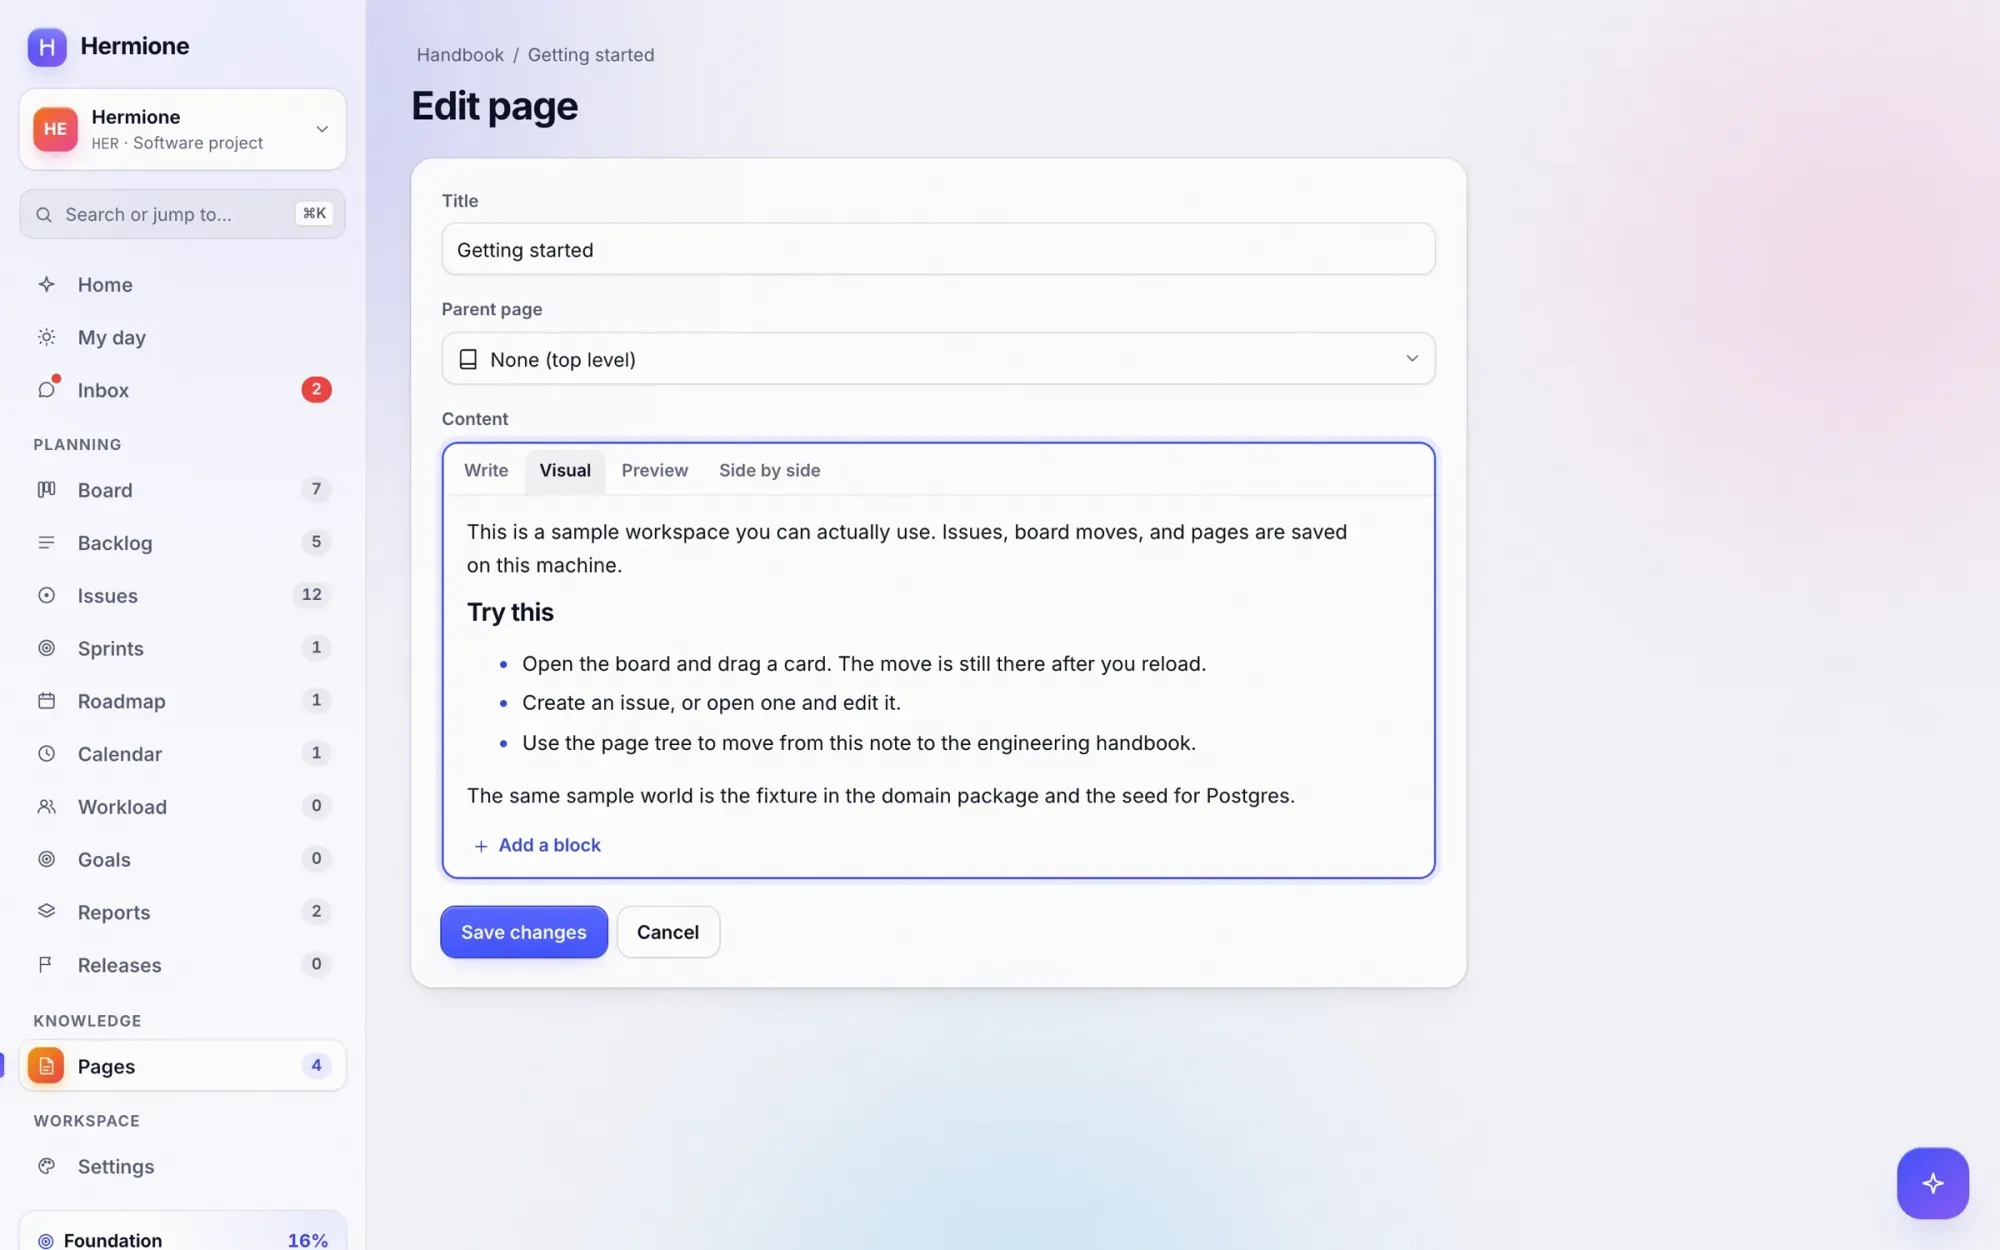 H Hermione
HE Hermione
HER · Software project
Search or jump to... ⌘K
Home
My day
Inbox 2
PLANNING
Board 7
Backlog 5
Issues 12
Sprints 1
Roadmap 1
Calendar 1
Workload 0
Goals 0
Reports 2
Releases 0
KNOWLEDGE
Pages 4
WORKSPACE
Settings
Foundation 16%
Handbook / Getting started
Edit page
Title
Getting started
Parent page
None (top level)
Content
Write Visual Preview Side by side
This is a sample workspace you can actually use. Issues, board moves, and pages are saved
on this machine.
Try this
• Open the board and drag a card. The move is still there after you reload.
• Create an issue, or open one and edit it.
• Use the page tree to move from this note to the engineering handbook.
The same sample world is the fixture in the domain package and the seed for Postgres.
+ Add a block
Save changes Cancel